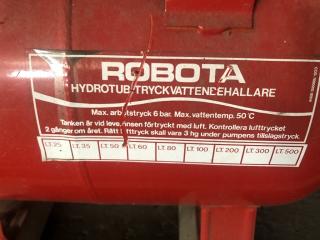 ROBOTA
HYDROTUB-TRYCKVATTENBEHÅLLARE
Max. arbetstryck 6 bar. Max. vattentemp. 50°C
Tanken är vid leveransen förtryckt med luft. Kontrollera lufttrycket
2 gånger om året. Rätt lufttryck skall vara 3 hg under pumpens tillslagstryck.
LT. 25 LT. 35 LT. 50 LT. 60 LT. 80 LT. 100 LT. 200 LT. 300 LT. 500